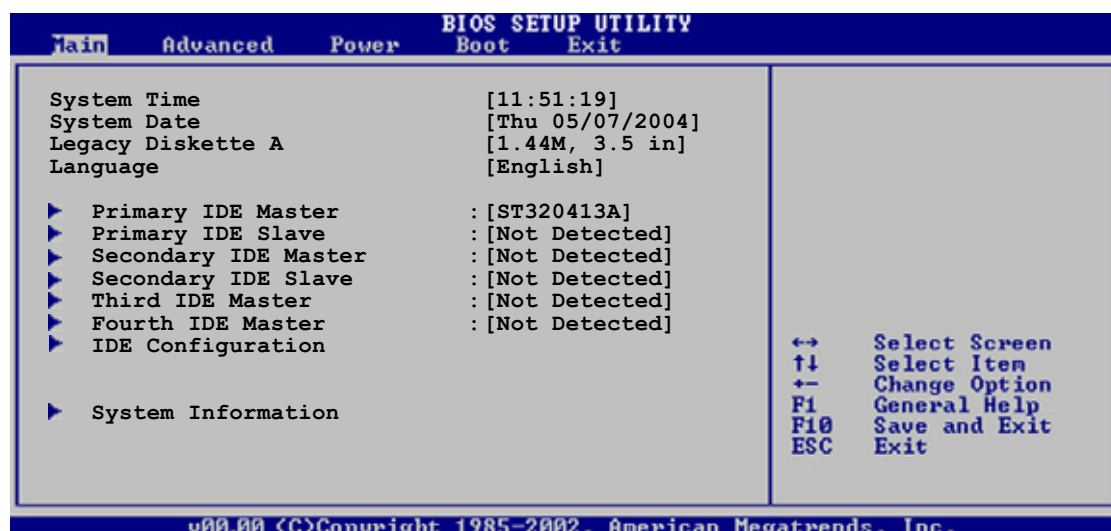 BIOS SETUP UTILITY
Main Advanced Power Boot Exit
System Time [11:51:19]
System Date [Thu 05/07/2004]
Legacy Diskette A [1.44M, 3.5 in]
Language [English]
Primary IDE Master :[ST320413A]
Primary IDE Slave :[Not Detected]
Secondary IDE Master :[Not Detected]
Secondary IDE Slave :[Not Detected]
Third IDE Master :[Not Detected]
Fourth IDE Master :[Not Detected]
IDE Configuration
System Information
←→ Select Screen
↑↓ Select Item
+- Change Option
F1 General Help
F10 Save and Exit
ESC Exit
v00.00 (C)Copyright 1985-2002, American Megatrends, Inc.